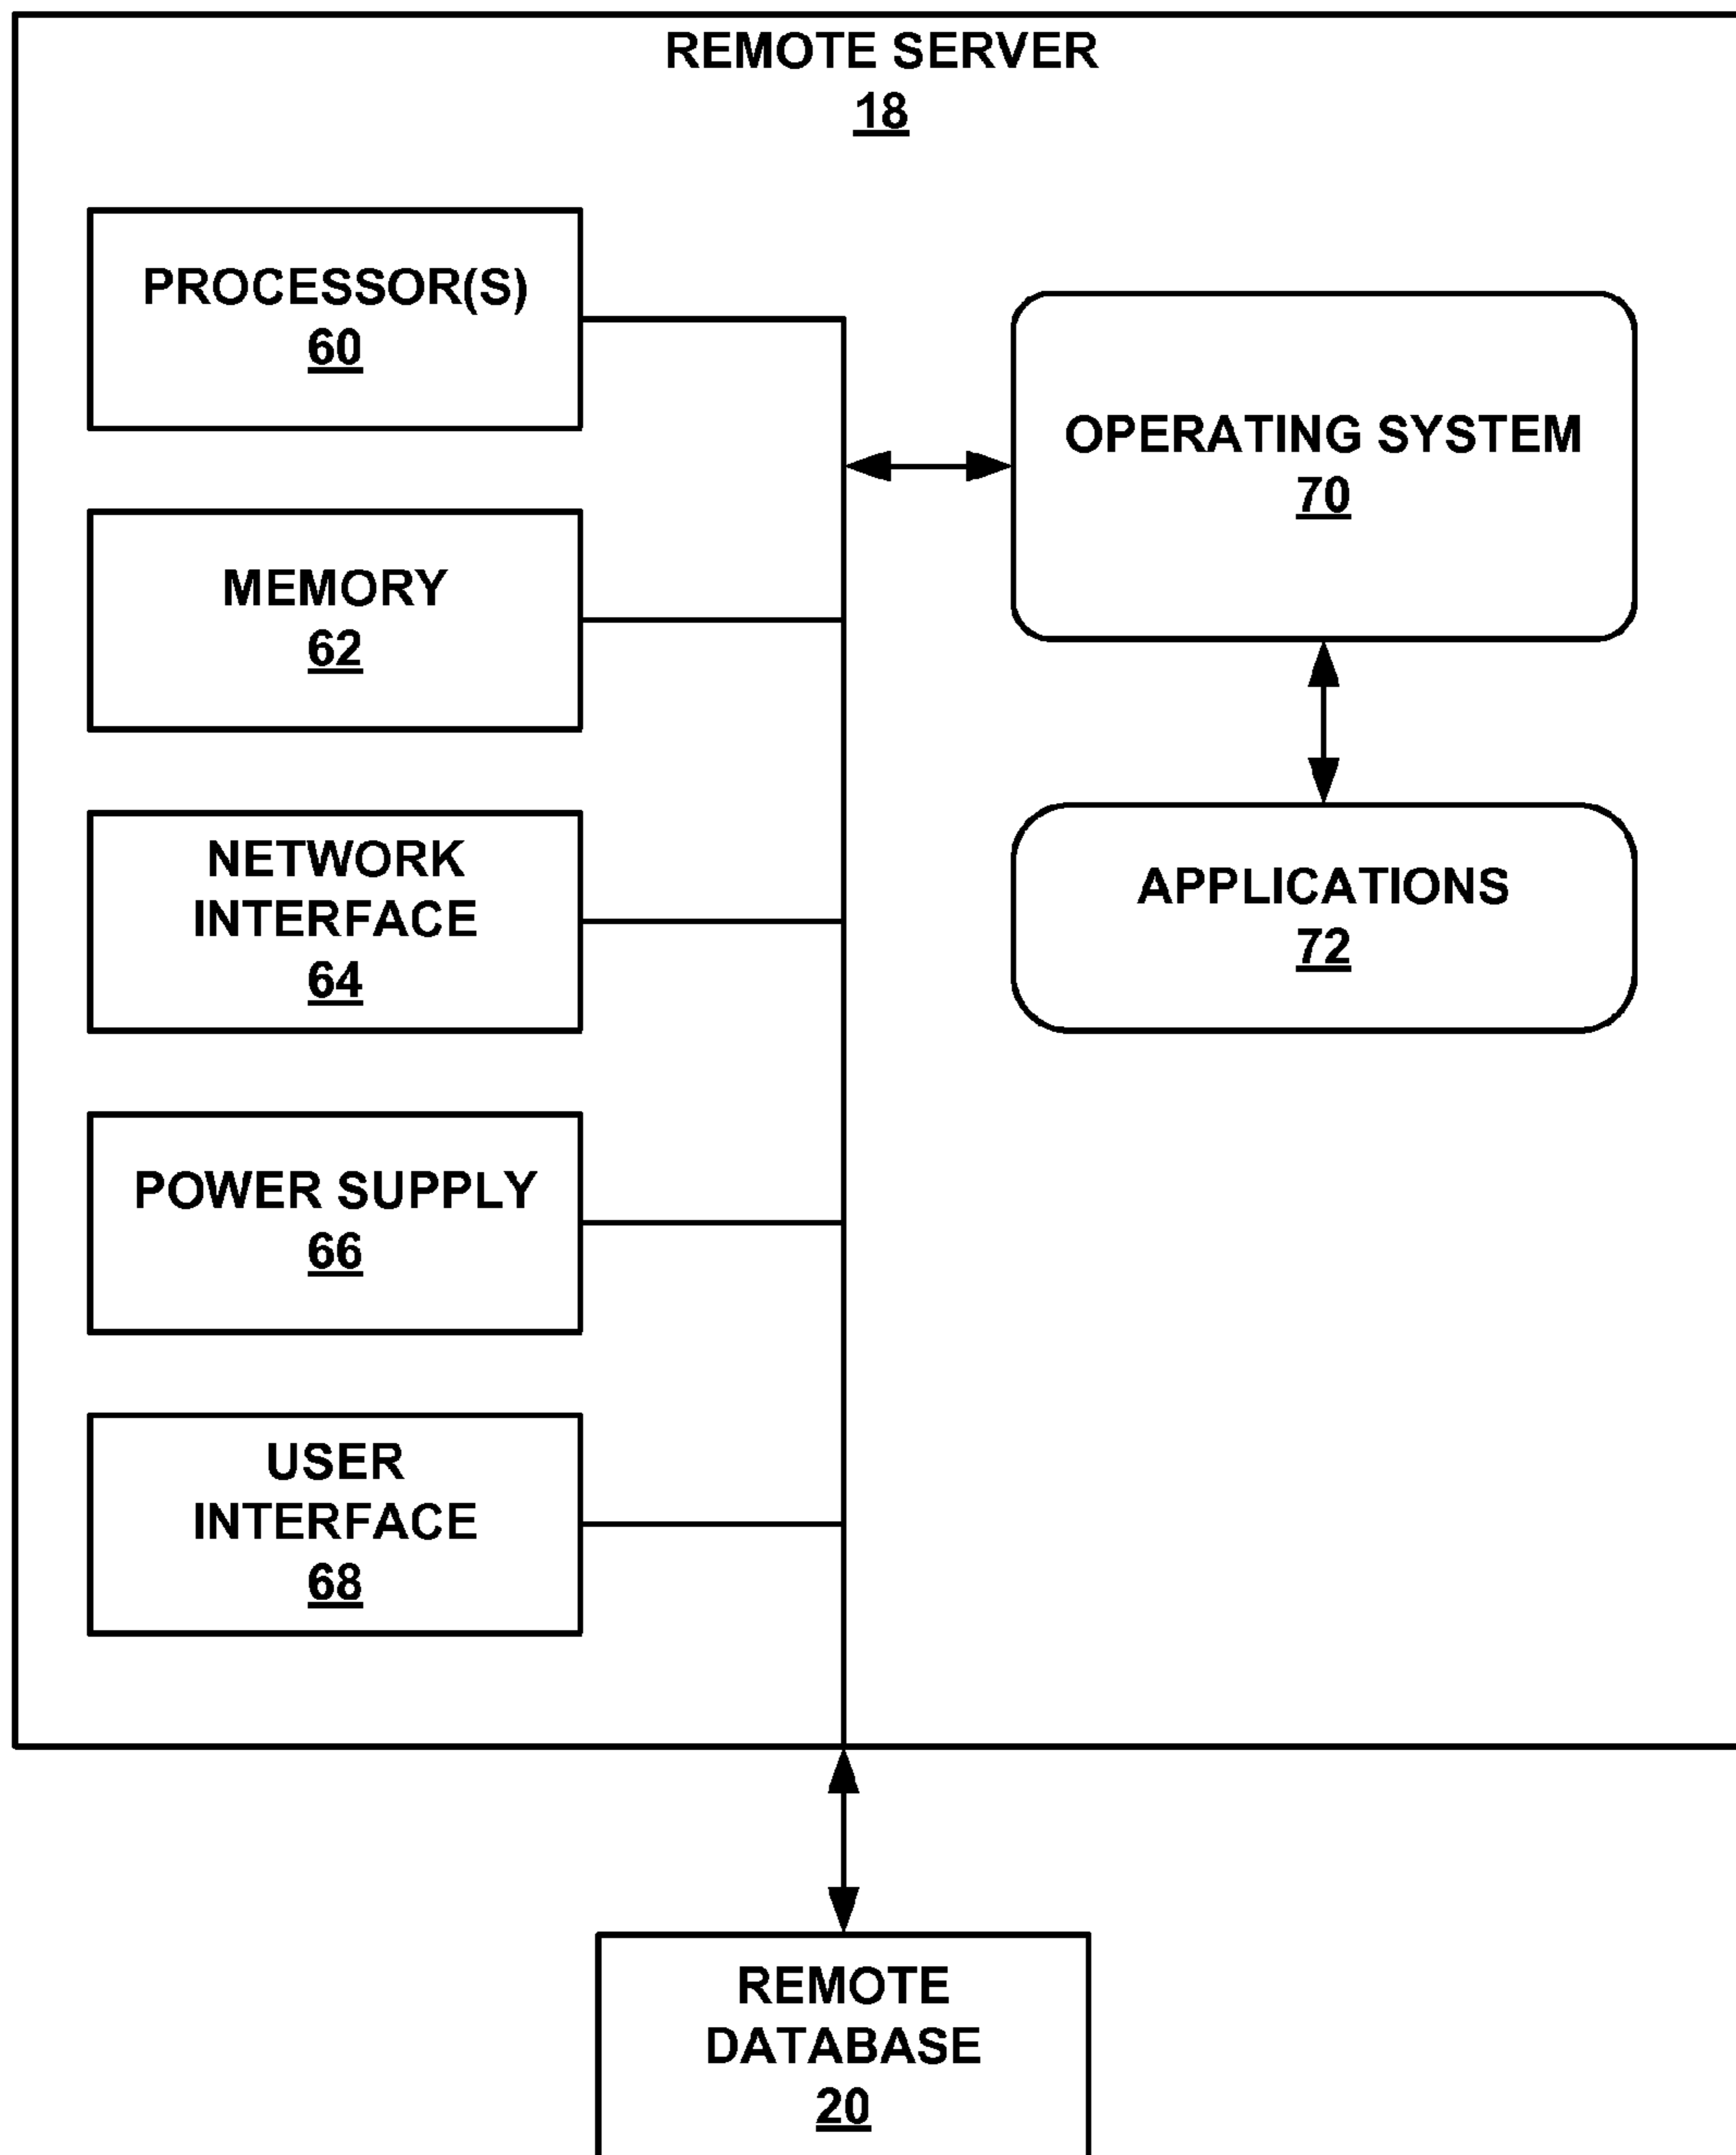 REMOTE SERVER
18
PROCESSOR(S)
60
MEMORY
62
NETWORK
INTERFACE
64
POWER SUPPLY
66
USER
INTERFACE
68
OPERATING SYSTEM
70
APPLICATIONS
72
REMOTE
DATABASE
20